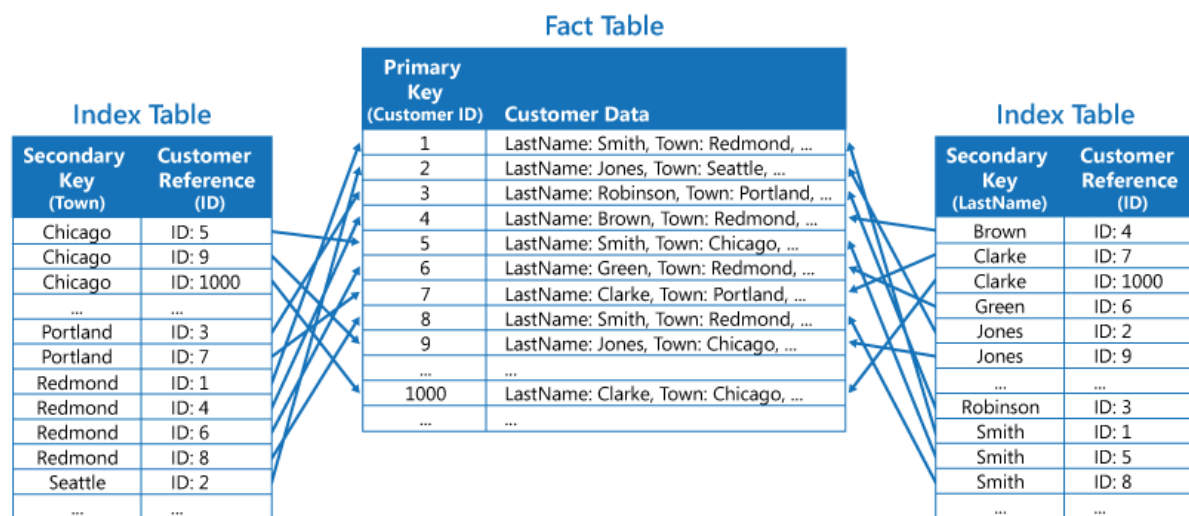 Fact Table
Primary
Key
(Customer ID) Customer Data
1 LastName: Smith, Town: Redmond, ...
2 LastName: Jones, Town: Seattle, ...
3 LastName: Robinson, Town: Portland, ...
4 LastName: Brown, Town: Redmond, ...
5 LastName: Smith, Town: Chicago, ...
6 LastName: Green, Town: Redmond, ...
7 LastName: Clarke, Town: Portland, ...
8 LastName: Smith, Town: Redmond, ...
9 LastName: Jones, Town: Chicago, ...
... ...
1000 LastName: Clarke, Town: Chicago, ...
... ...
Index Table
Secondary Customer
Key Reference
(Town) (ID)
Chicago ID: 5
Chicago ID: 9
Chicago ID: 1000
... ...
Portland ID: 3
Portland ID: 7
Redmond ID: 1
Redmond ID: 4
Redmond ID: 6
Redmond ID: 8
Seattle ID: 2
... ...
Index Table
Secondary Customer
Key Reference
(LastName) (ID)
Brown ID: 4
Clarke ID: 7
Clarke ID: 1000
Green ID: 6
Jones ID: 2
Jones ID: 9
... ...
Robinson ID: 3
Smith ID: 1
Smith ID: 5
Smith ID: 8
... ...